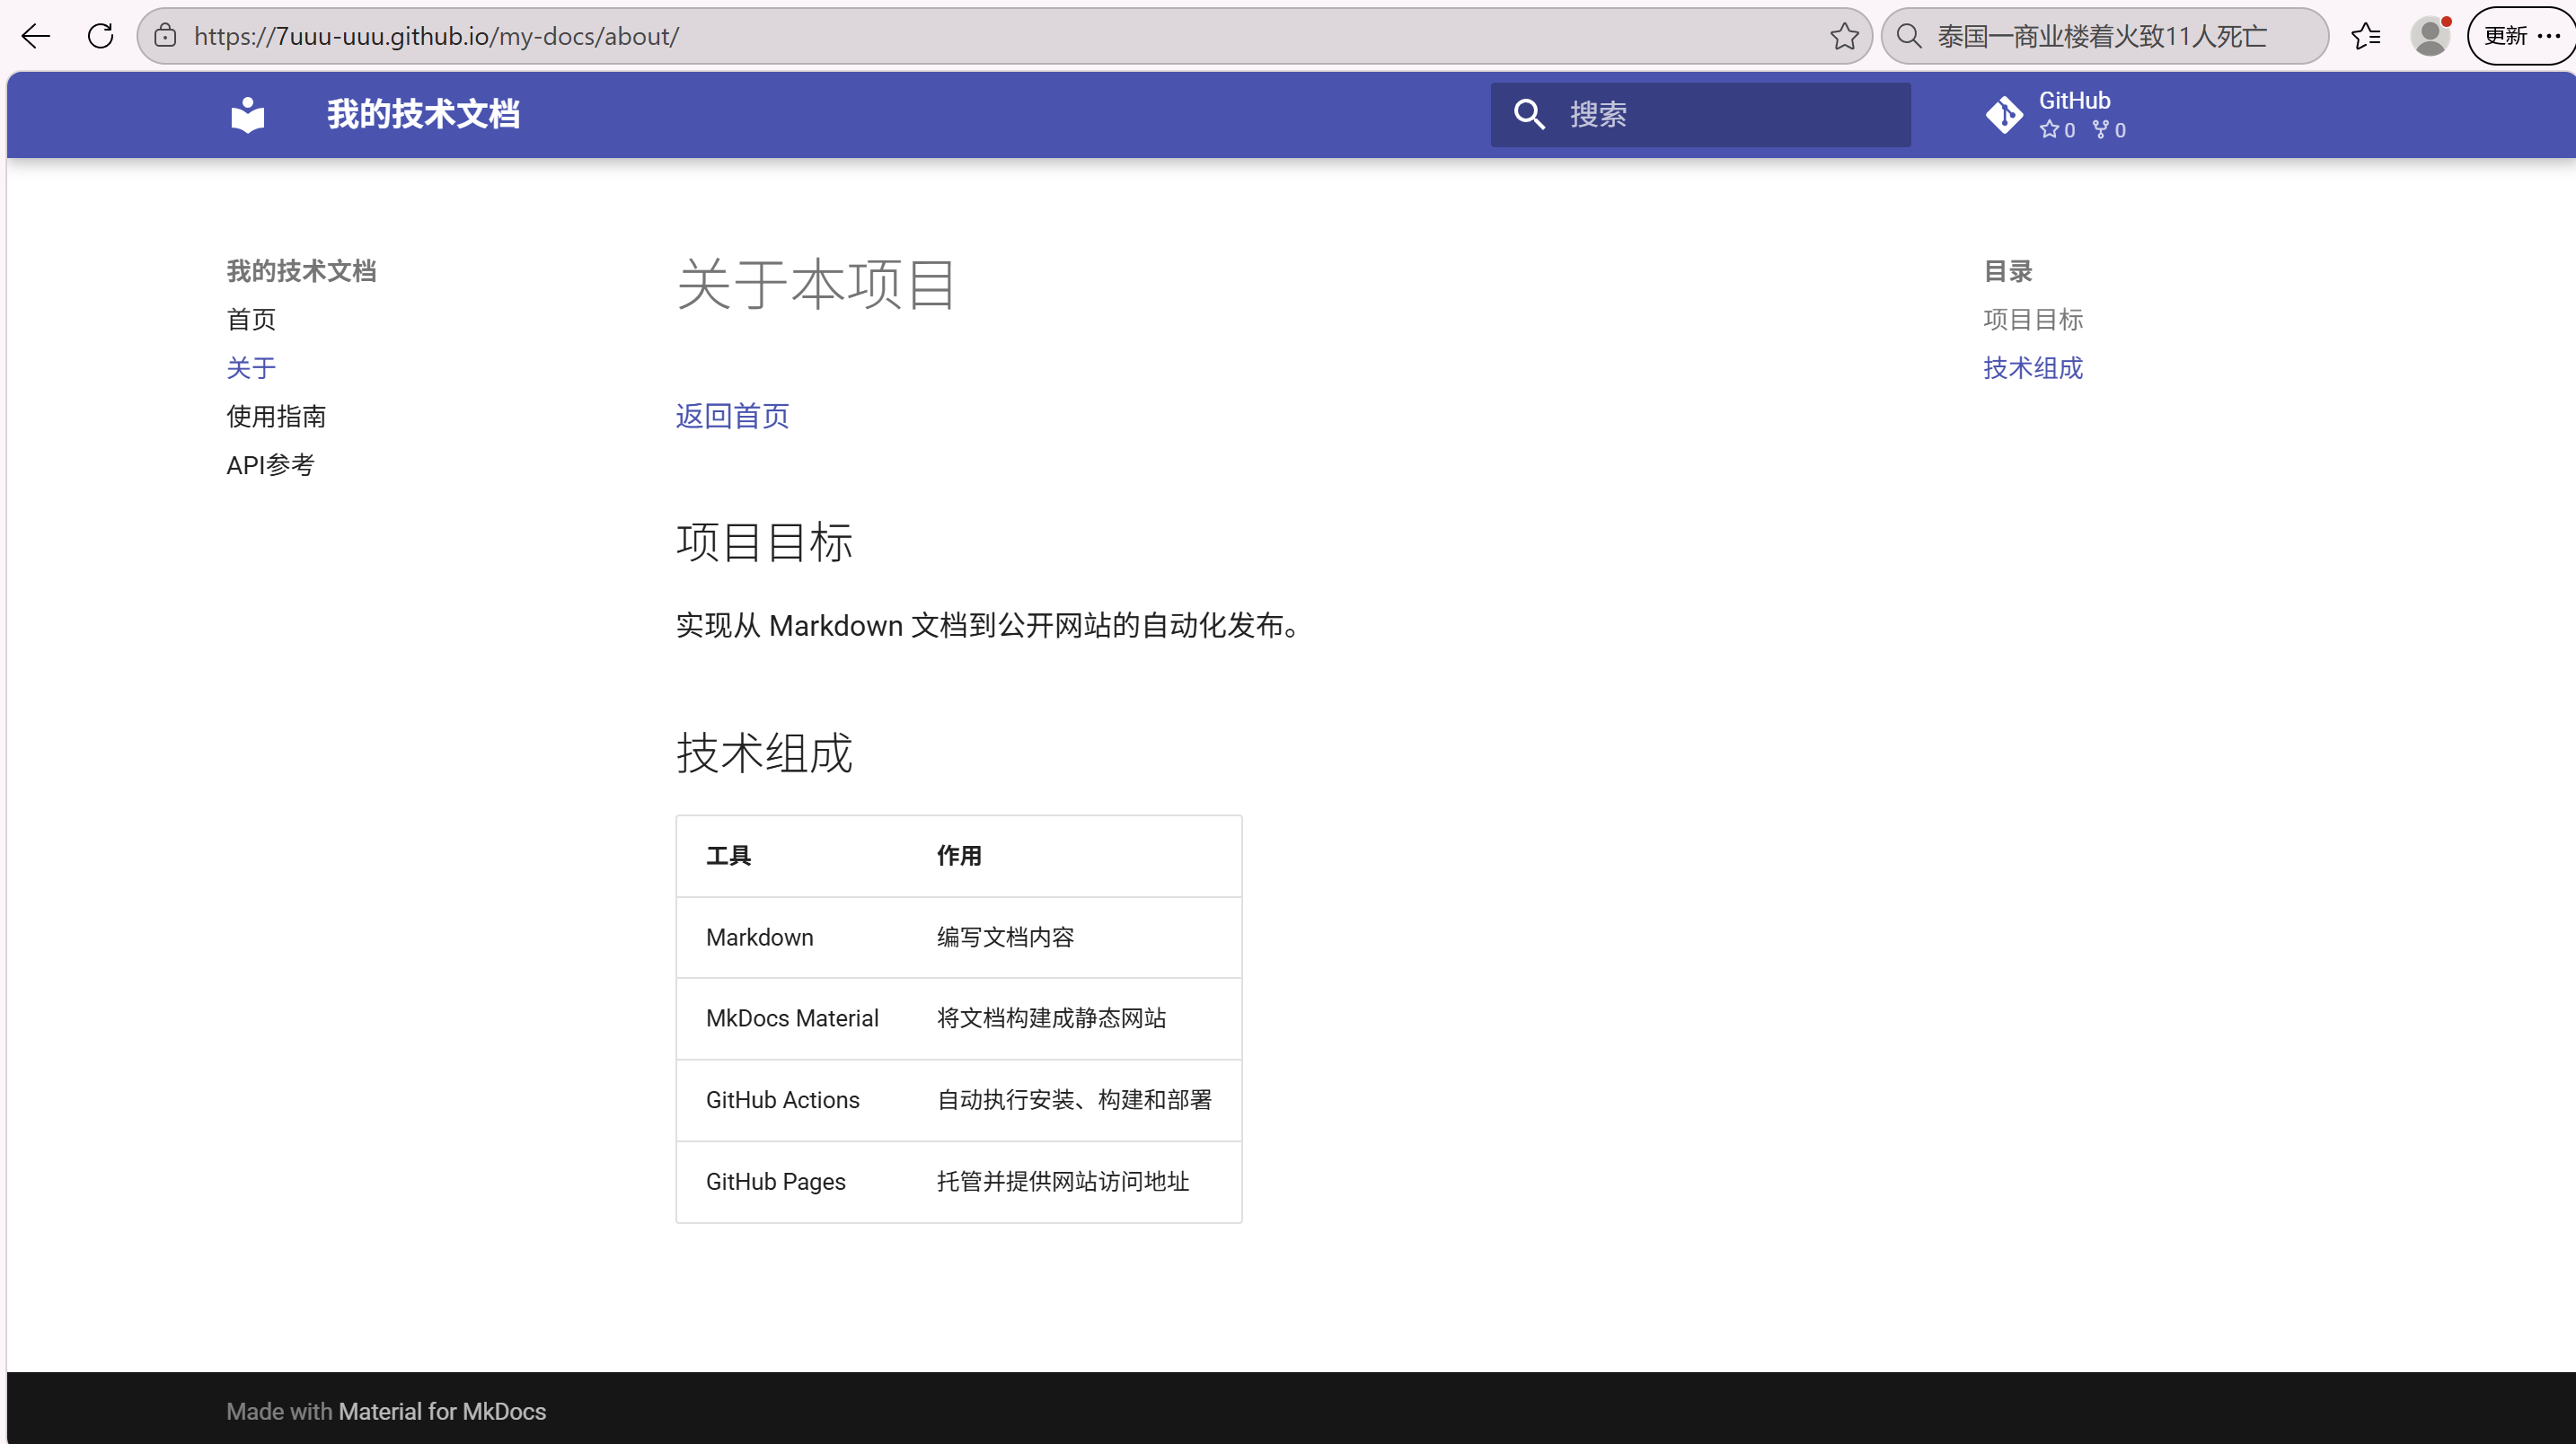 https://7uuu-uuu.github.io/my-docs/about/
泰国一商业楼着火致11人死亡
更新
我的技术文档
搜索
GitHub
0 0
我的技术文档
首页
关于
使用指南
API参考
关于本项目
返回首页
项目目标
实现从 Markdown 文档到公开网站的自动化发布。
技术组成
工具 作用
Markdown 编写文档内容
MkDocs Material 将文档构建成静态网站
GitHub Actions 自动执行安装、构建和部署
GitHub Pages 托管并提供网站访问地址
目录
项目目标
技术组成
Made with Material for MkDocs